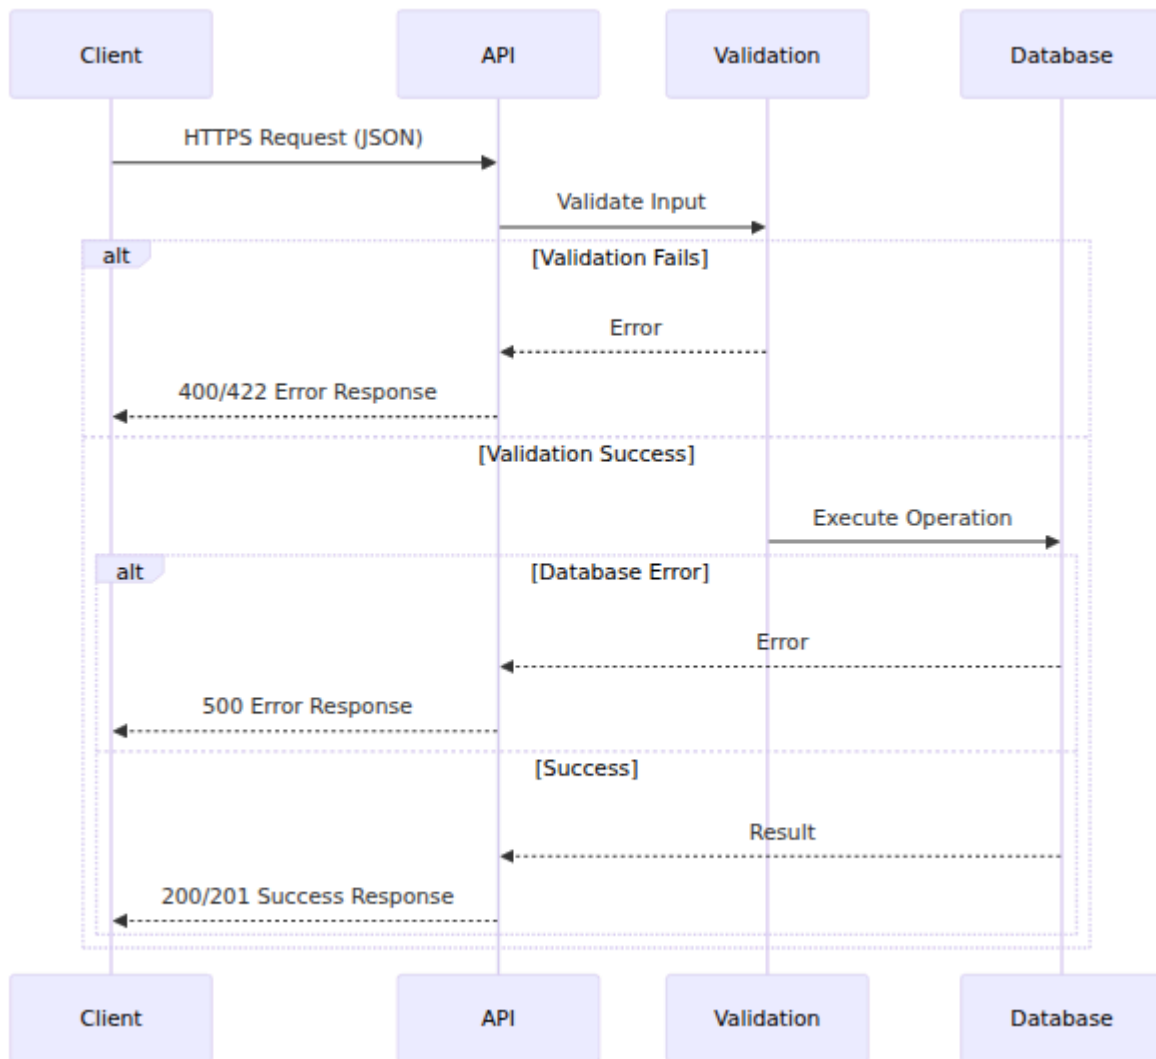 Client
API
Validation
Database
HTTPS Request (JSON)
Validate Input
alt
[Validation Fails]
Error
400/422 Error Response
[Validation Success]
Execute Operation
alt
[Database Error]
Error
500 Error Response
[Success]
Result
200/201 Success Response
Client
API
Validation
Database